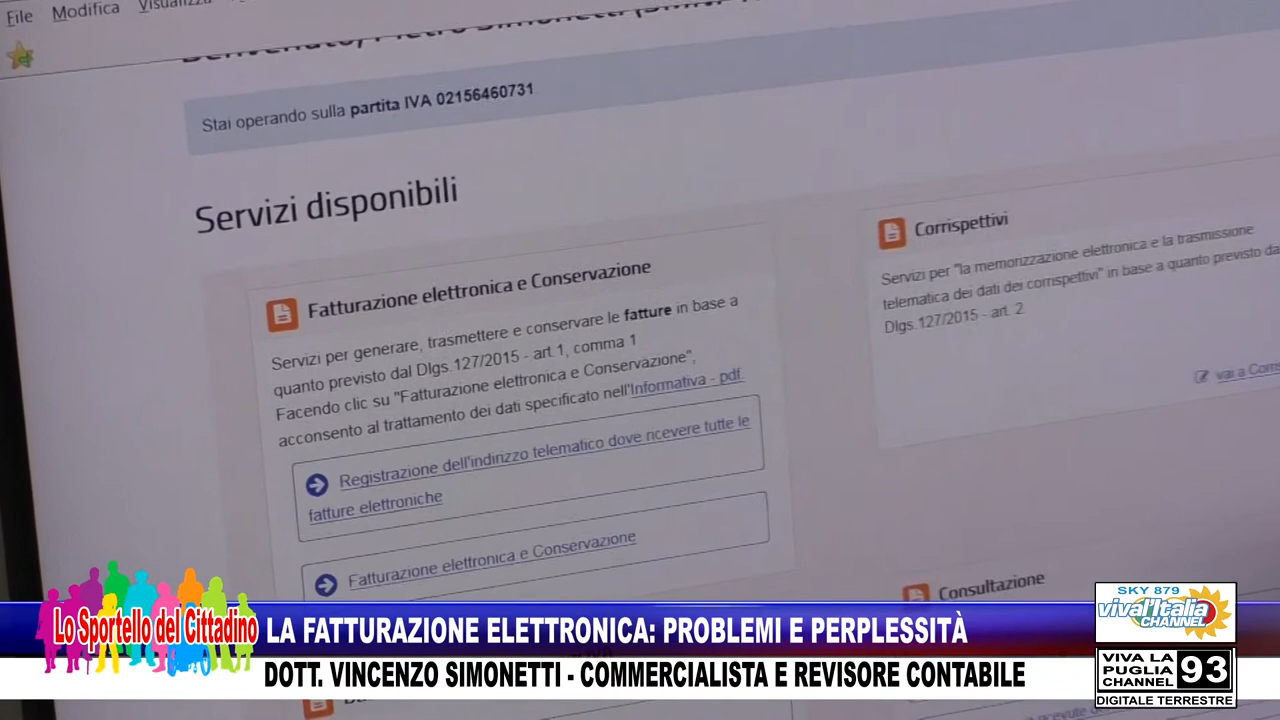 File Modifica Visualizza
Stai operando sulla partita IVA 02156460731
Servizi disponibili
Fatturazione elettronica e Conservazione
Servizi per generare, trasmettere e conservare le fatture in base a
quanto previsto dal Dlgs.127/2015 - art.1, comma 1
Facendo clic su "Fatturazione elettronica e Conservazione",
acconsento al trattamento dei dati specificato nell'Informativa - pdf
Registrazione dell'indirizzo telematico dove ricevere tutte le
fatture elettroniche
Fatturazione elettronica e Conservazione
Corrispettivi
Servizi per "la memorizzazione elettronica e la trasmissione
telematica dei dati dei corrispettivi" in base a quanto previsto da
Dlgs.127/2015 - art. 2
vai a
Consultazione
Lo Sportello del Cittadino
LA FATTURAZIONE ELETTRONICA: PROBLEMI E PERPLESSITÀ
DOTT. VINCENZO SIMONETTI - COMMERCIALISTA E REVISORE CONTABILE
SKY 879
viva l'Italia
CHANNEL
VIVA LA
PUGLIA
CHANNEL
93
DIGITALE TERRESTRE